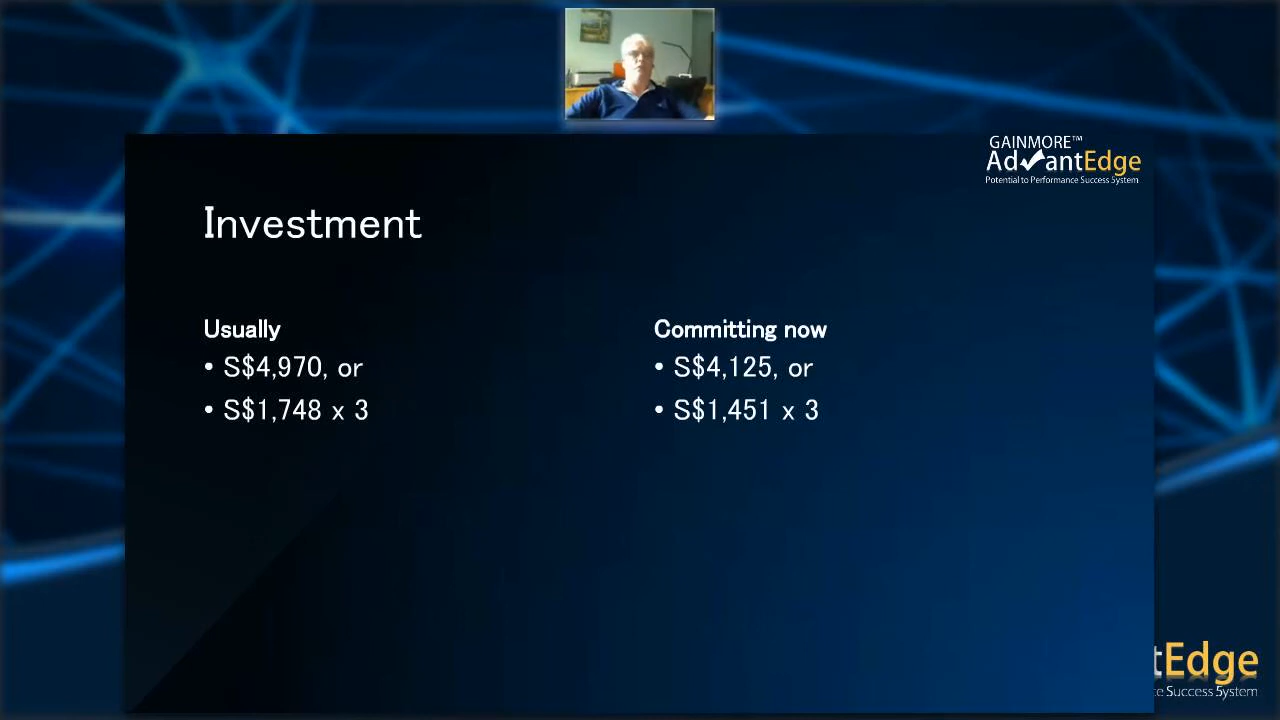 GAINMORE™
AdvantEdge
Potential to Performance Success System
Investment
Usually
• S$4,970, or
• S$1,748 x 3
Committing now
• S$4,125, or
• S$1,451 x 3
tEdge
ce Success System